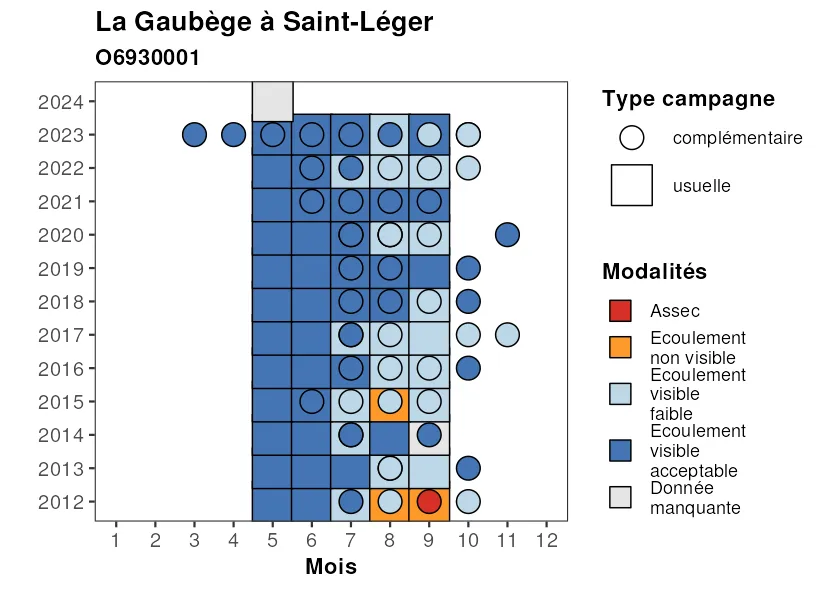 La Gaubège à Saint-Léger
O6930001
2024
2023
2022
2021
2020
2019
2018
2017
2016
2015
2014
2013
2012
1 2 3 4 5 6 7 8 9 10 11 12
Mois
Type campagne
complémentaire
usuelle
Modalités
Assec
Ecoulement
non visible
Ecoulement
visible
faible
Ecoulement
visible
acceptable
Donnée
manquante